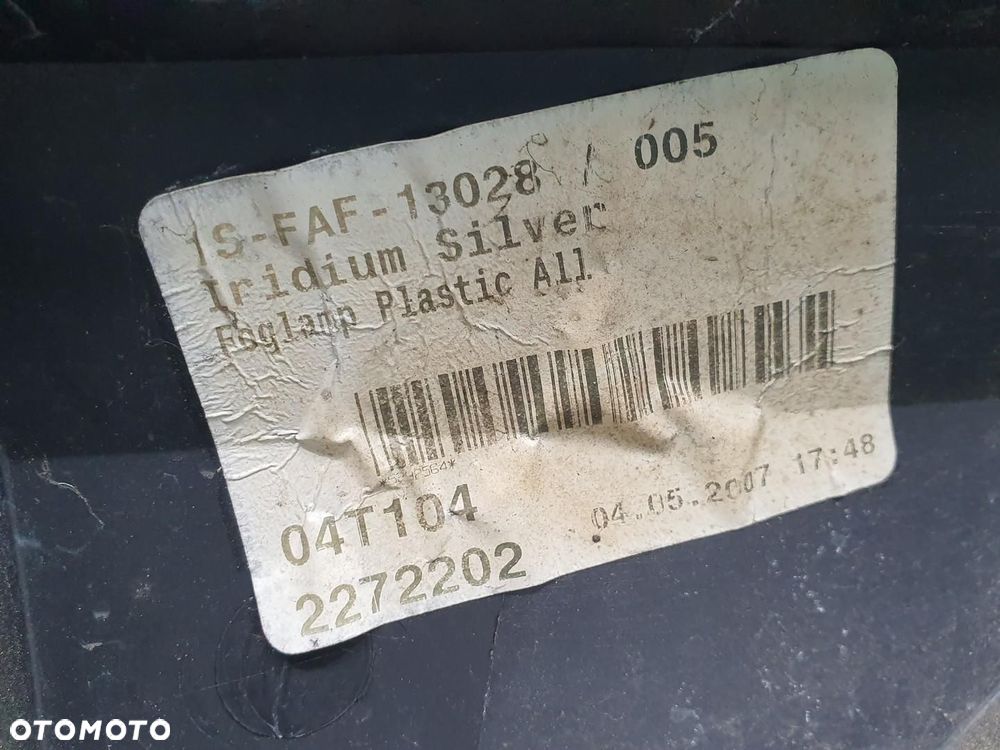 1S-FAF-13028 005
Iridium Silver
Foglamp Plastic All
04T104
04.05.2007 17:48
2272202
OTOMOTO